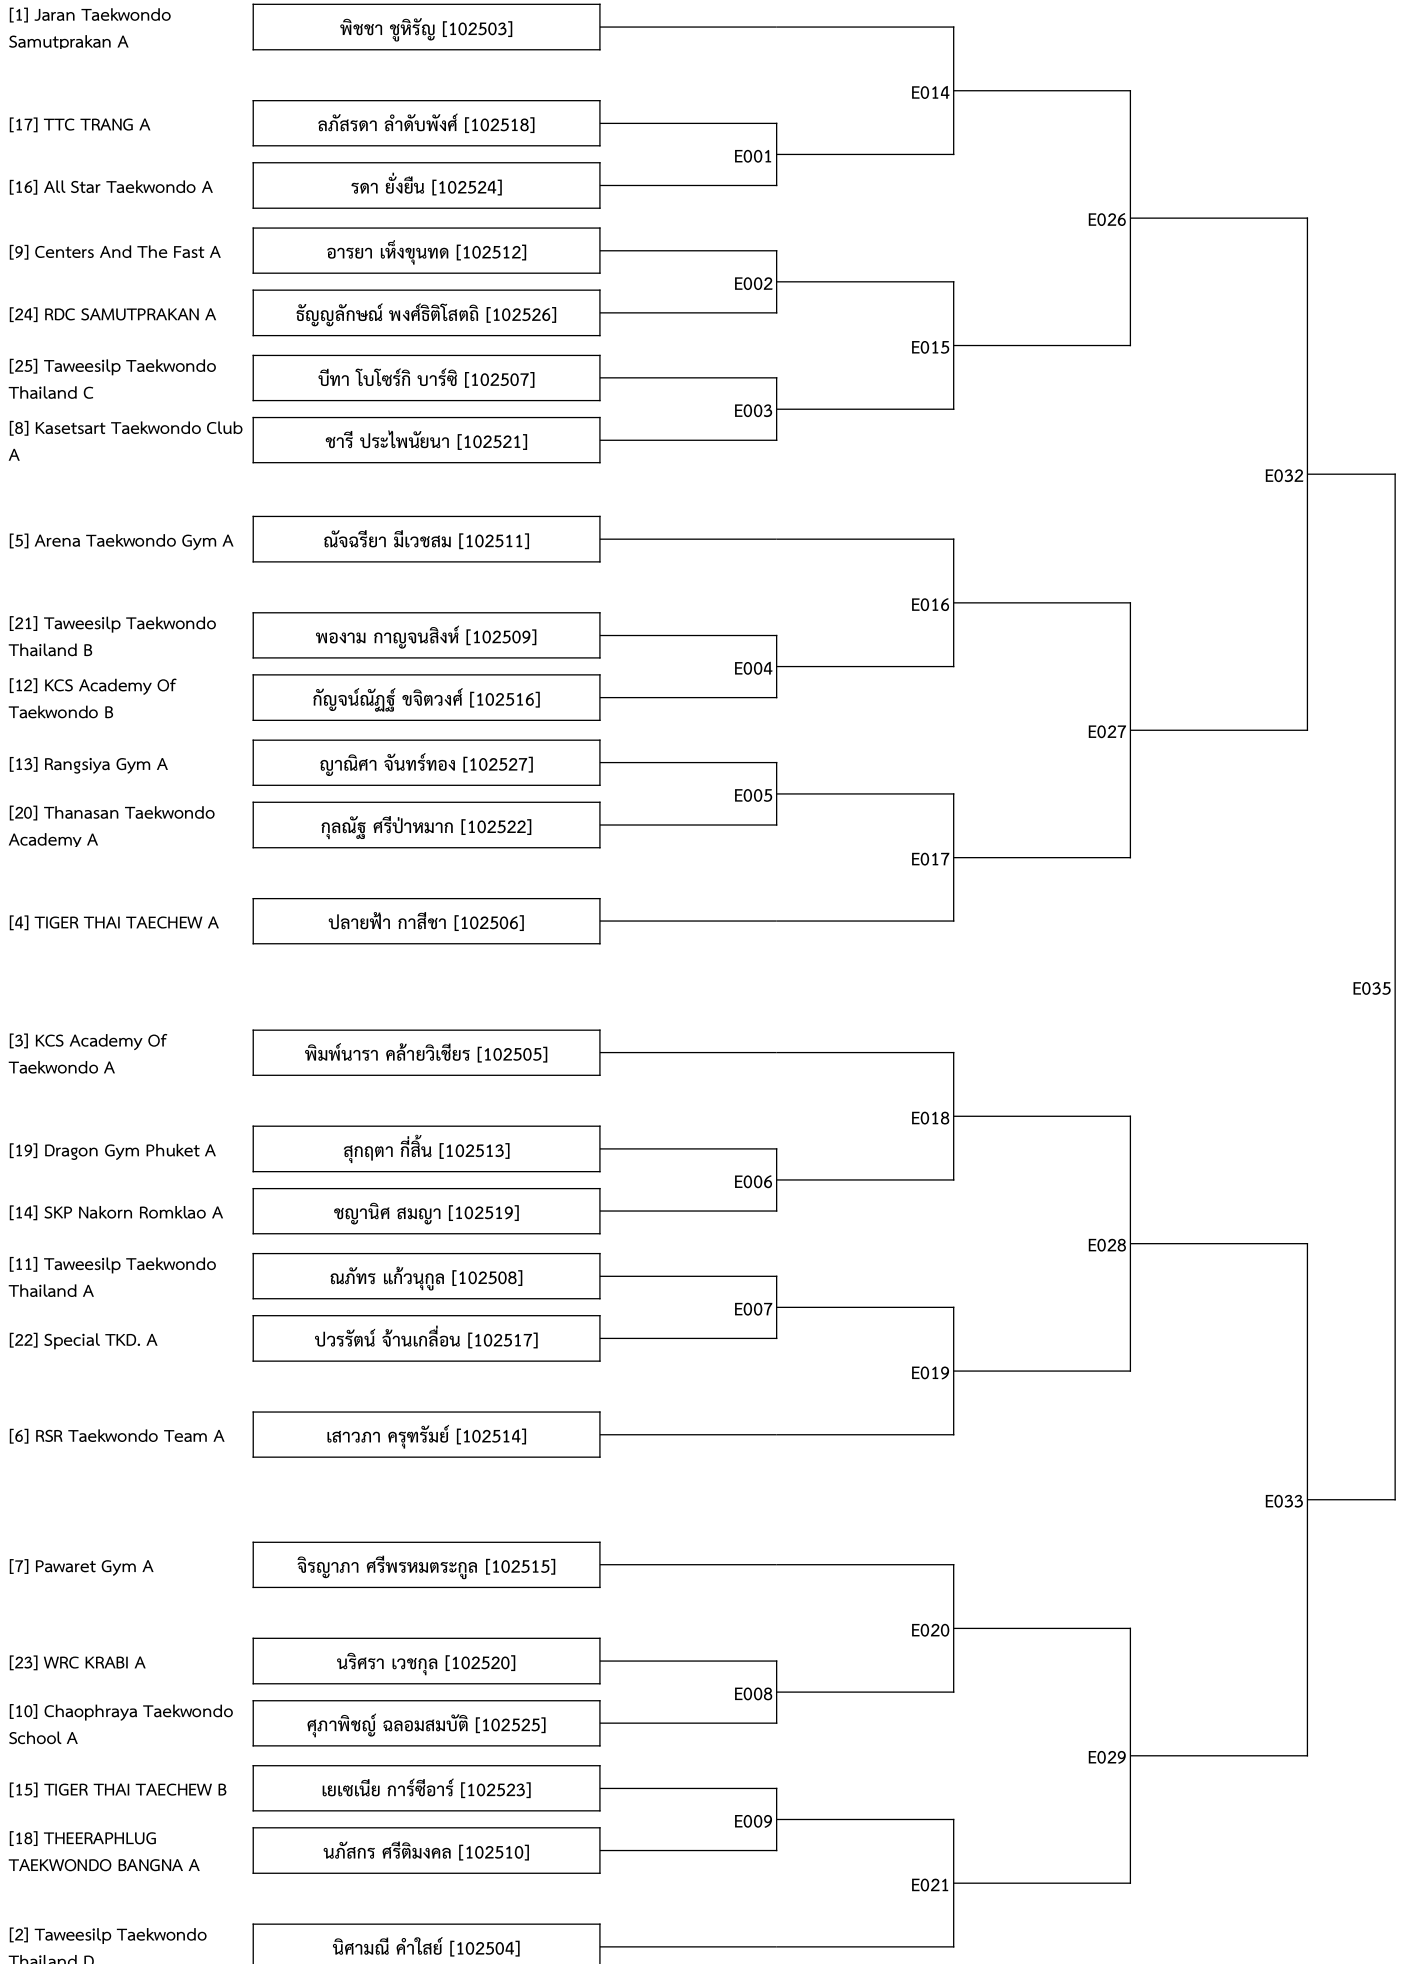 [1] Jaran Taekwondo
Samutprakan A
พิชชา ชูหิรัญ [102503]
E014
[17] TTC TRANG A
ลภัสรดา ลำดับพังศ์ [102518]
E001
[16] All Star Taekwondo A
รดา ยั่งยืน [102524]
E026
[9] Centers And The Fast A
อารยา เห็งขุนทด [102512]
E002
[24] RDC SAMUTPRAKAN A
ธัญญลักษณ์ พงศ์ธิติโสตถิ [102526]
E015
[25] Taweesilp Taekwondo
Thailand C
บีทา โบโซร์กิ บาร์ซิ [102507]
E003
[8] Kasetsart Taekwondo Club
A
ชารี ประไพนัยนา [102521]
E032
[5] Arena Taekwondo Gym A
ณัจฉรียา มีเวชสม [102511]
E016
[21] Taweesilp Taekwondo
Thailand B
พองาม กาญจนสิงห์ [102509]
E004
[12] KCS Academy Of
Taekwondo B
กัญจน์ณัฏฐ์ ขจิตวงศ์ [102516]
E027
[13] Rangsiya Gym A
ญาณิศา จันทร์ทอง [102527]
E005
[20] Thanasan Taekwondo
Academy A
กุลณัฐ ศรีป่าหมาก [102522]
E017
[4] TIGER THAI TAECHEW A
ปลายฟ้า กาสีชา [102506]
E035
[3] KCS Academy Of
Taekwondo A
พิมพ์นารา คล้ายวิเชียร [102505]
E018
[19] Dragon Gym Phuket A
สุกฤตา กี่สิ้น [102513]
E006
[14] SKP Nakorn Romklao A
ชญานิศ สมญา [102519]
E028
[11] Taweesilp Taekwondo
Thailand A
ณภัทร แก้วนุกูล [102508]
E007
[22] Special TKD. A
ปวรรัตน์ จ้านเกลื่อน [102517]
E019
[6] RSR Taekwondo Team A
เสาวภา ครุฑรัมย์ [102514]
E033
[7] Pawaret Gym A
จิรญาภา ศรีพรหมตระกูล [102515]
E020
[23] WRC KRABI A
นริศรา เวชกุล [102520]
E008
[10] Chaophraya Taekwondo
School A
ศุภาพิชญ์ ฉลอมสมบัติ [102525]
E029
[15] TIGER THAI TAECHEW B
เยเซเนีย การ์ซีอาร์ [102523]
E009
[18] THEERAPHLUG
TAEKWONDO BANGNA A
นภัสกร ศรีติมงคล [102510]
E021
[2] Taweesilp Taekwondo
Thailand D
นิศามณี คำใสย์ [102504]